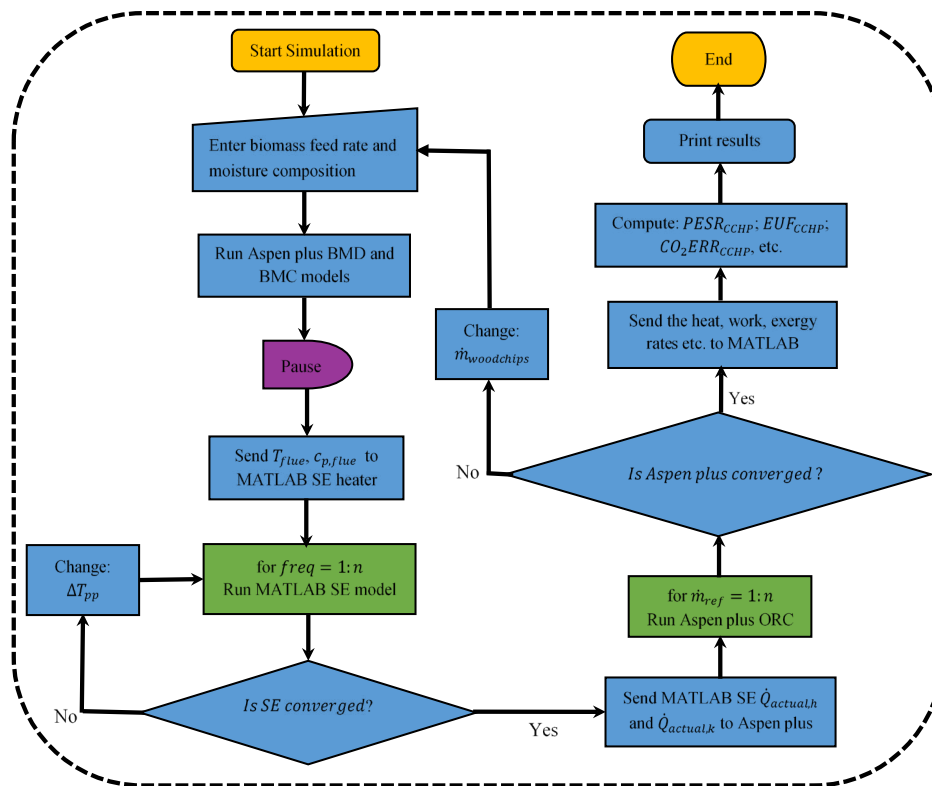 Start Simulation
Enter biomass feed rate and
moisture composition
Run Aspen plus BMD and
BMC models
Pause
Send T_flue, c_p,flue to
MATLAB SE heater
for freq = 1:n
Run MATLAB SE model
Change:
ΔT_pp
Is SE converged?
No
Yes
Send MATLAB SE Q̇_actual,h
and Q̇_actual,k to Aspen plus
for ṁ_ref = 1:n
Run Aspen plus ORC
Is Aspen plus converged ?
No
Change:
ṁ_woodchips
Yes
Send the heat, work, exergy
rates etc. to MATLAB
Compute: PESR_CCHP; EUF_CCHP;
CO₂ERR_CCHP, etc.
Print results
End